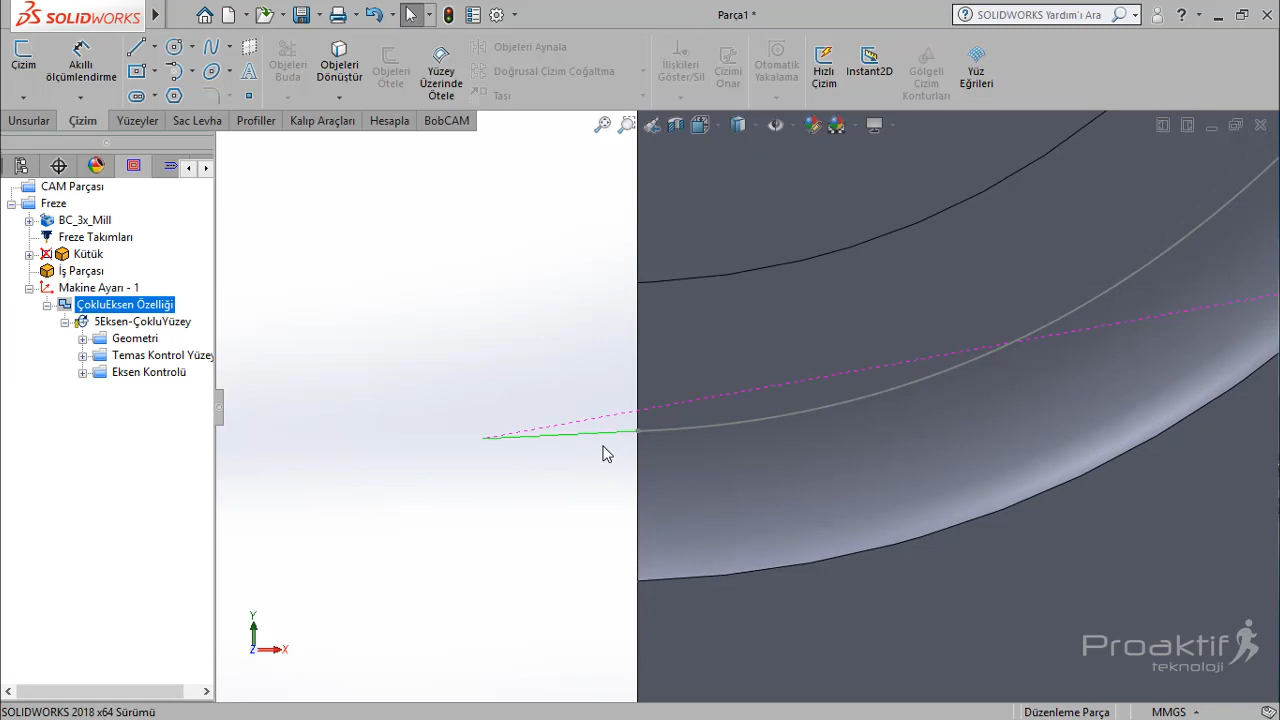 SOLIDWORKS
Parça1 *
SOLIDWORKS Yardım'ı Ara
Çizim
Akıllı ölçümlendirme
Objeleri Buda
Objeleri Dönüştür
Objeleri Ötele
Yüzey Üzerinde Ötele
Objeleri Aynala
Doğrusal Çizim Çoğaltma
Taşı
İlişkileri Göster/Sil
Çizimi Onar
Otomatik Yakalama
Hızlı Çizim
Instant2D
Gölgeli Çizim Konturları
Yüz Eğrileri
Unsurlar Çizim Yüzeyler Sac Levha Profiller Kalıp Araçları Hesapla BobCAM
CAM Parçası
Freze
BC_3x_Mill
Freze Takımları
Kütük
İş Parçası
Makine Ayarı - 1
ÇokluEksen Özelliği
5Eksen-ÇokluYüzey
Geometri
Temas Kontrol Yüzey
Eksen Kontrolü
Y
Z X
Proaktif
teknoloji
SOLIDWORKS 2018 x64 Sürümü
Düzenleme Parça
MMGS